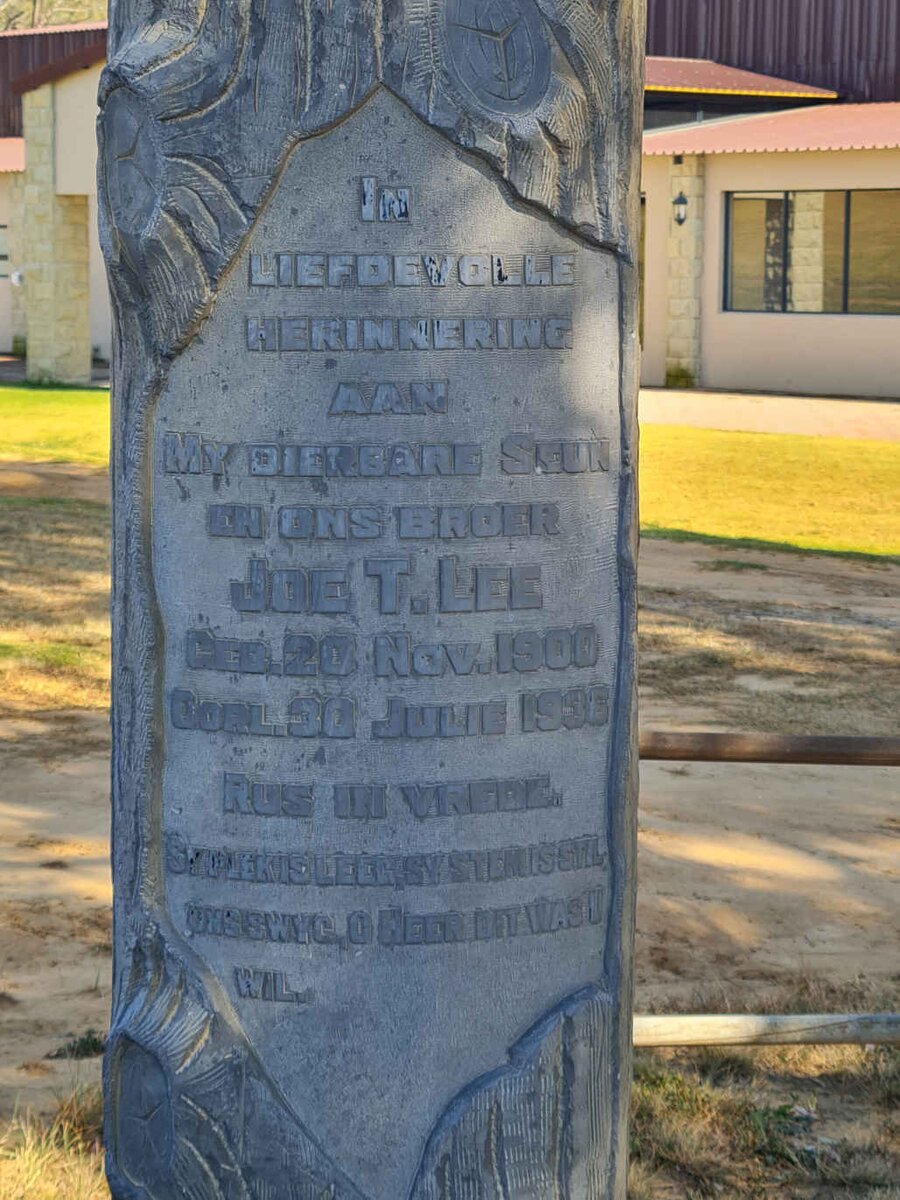 In
LIEFDEVOLLE
HERINNERING
AAN
MY DIERBARE SEUN
EN ONS BROER
JOE T. LEE
GEB. 20 NOV. 1900
OORL. 30 JULIE 1936
RUS IN VREDE.
SY PLEK IS LEEG, SY STEM IS STIL
ONS SWYG, O HEER DIT WAS U
WIL.